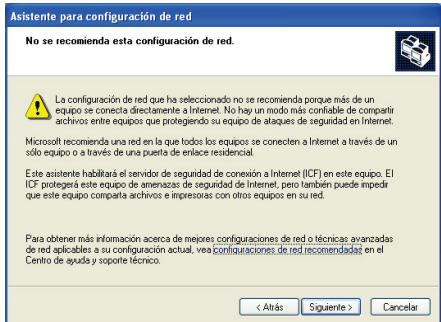 Asistente para configuración de red
No se recomienda esta configuración de red.
La configuración de red que ha seleccionado no se recomienda porque más de un
equipo se conecta directamente a Internet. No hay un modo más confiable de compartir
archivos entre equipos que protegiendo su equipo de ataques de seguridad en Internet.
Microsoft recomienda una red en la que todos los equipos se conecten a Internet a través de un
sólo equipo o a través de una puerta de enlace residencial.
Este asistente habilitará el servidor de seguridad de conexión a Internet (ICF) en este equipo. El
ICF protegerá este equipo de amenazas de seguridad de Internet, pero también puede impedir
que este equipo comparta archivos e impresoras con otros equipos en su red.
Para obtener más información acerca de mejores configuraciones de red o técnicas avanzadas
de red aplicables a su configuración actual, vea configuraciones de red recomendadas en el
Centro de ayuda y soporte técnico.
< Atrás Siguiente > Cancelar